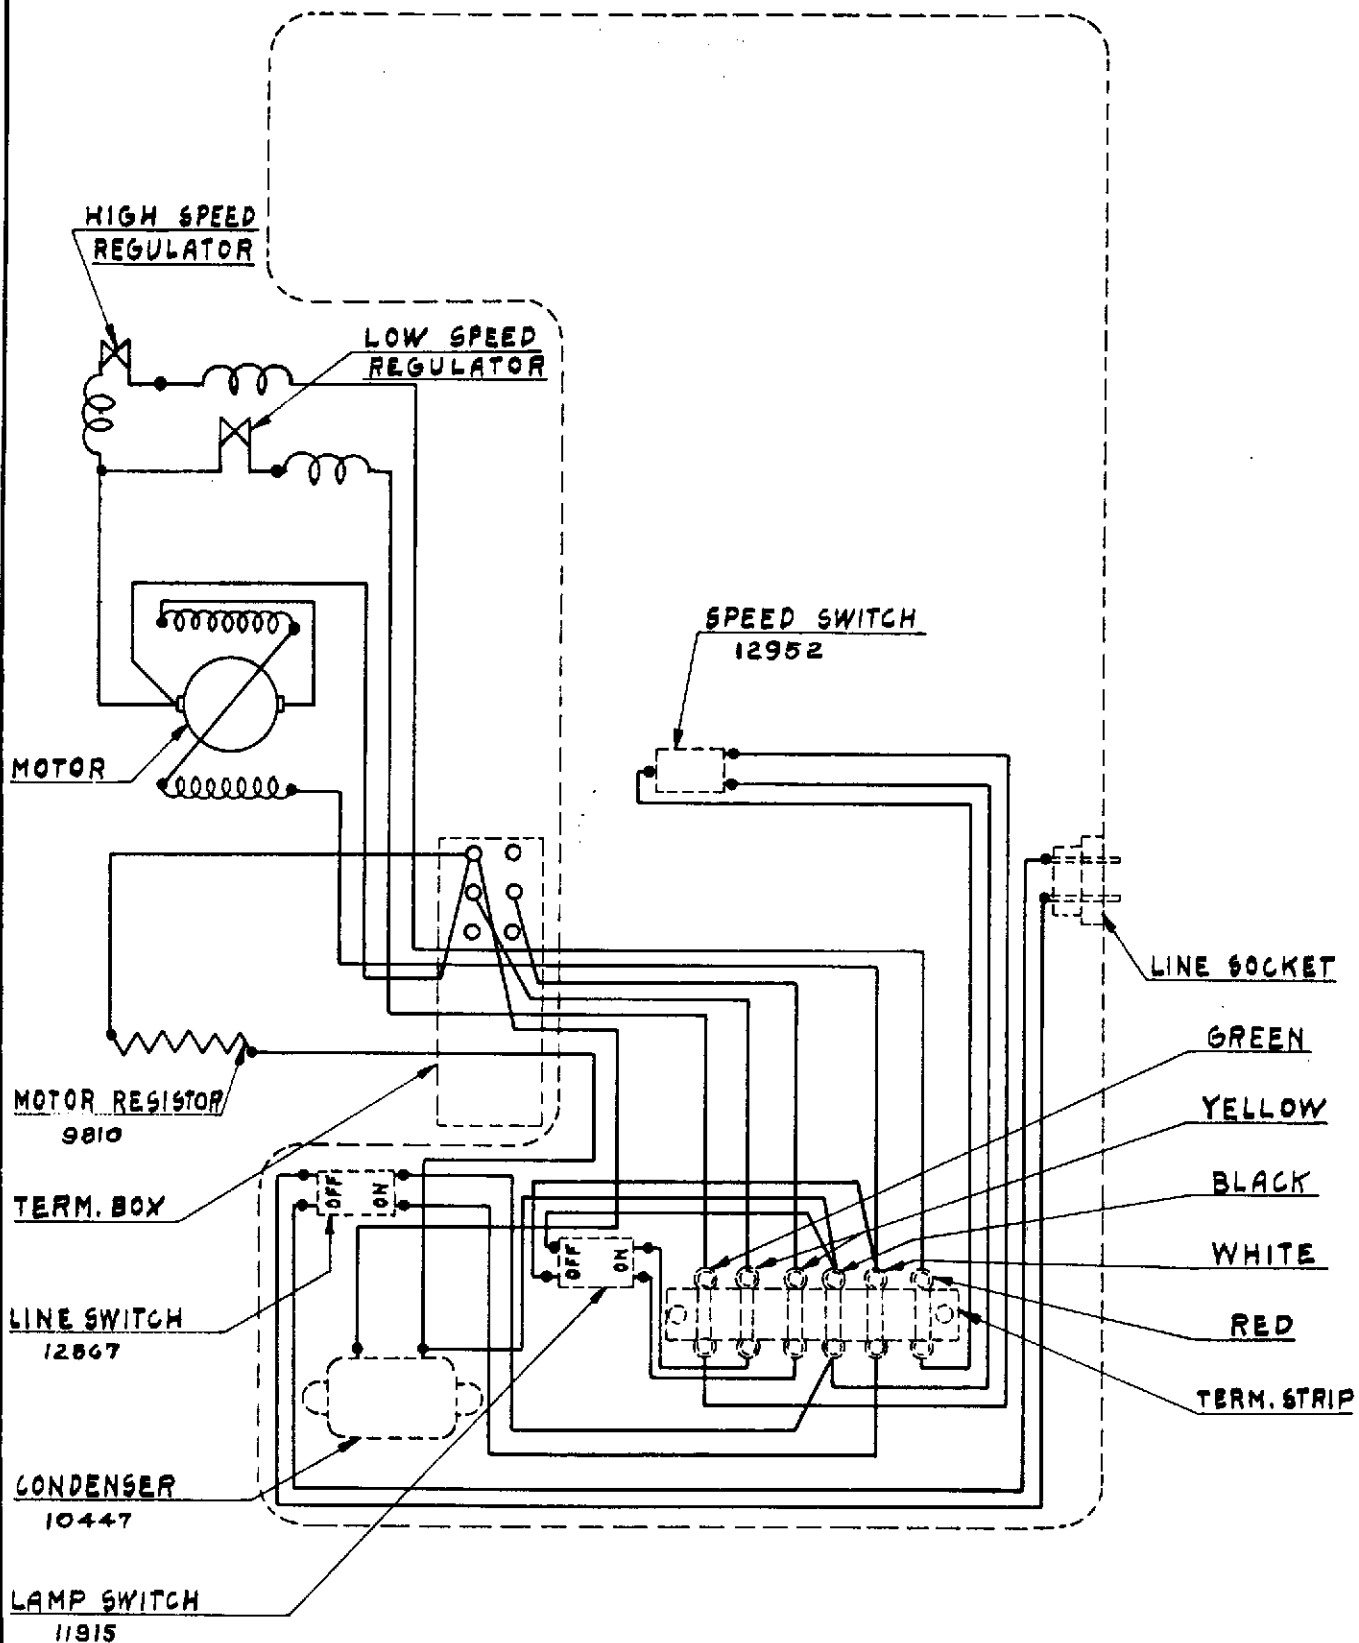 HIGH SPEED
REGULATOR
LOW SPEED
REGULATOR
SPEED SWITCH
12952
MOTOR
LINE SOCKET
GREEN
MOTOR RESISTOR
9810
YELLOW
BLACK
TERM. BOX
OFF
ON
OFF
ON
WHITE
LINE SWITCH
12867
RED
TERM. STRIP
CONDENSER
10447
LAMP SWITCH
11915